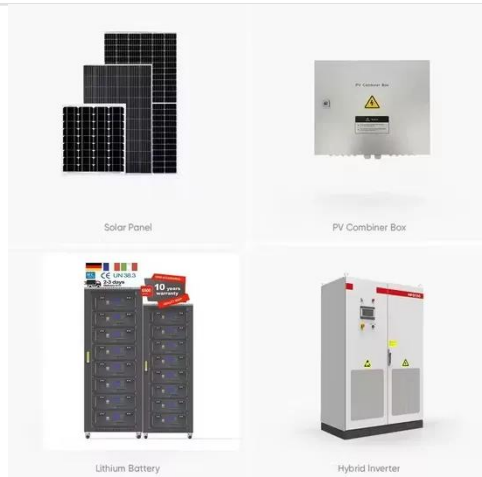 Solar Panel
PV Combiner Box
PV Combiner Box
CE UN38.3
2-3 days
10 years
warranty
Lithium Battery
Hybrid Inverter